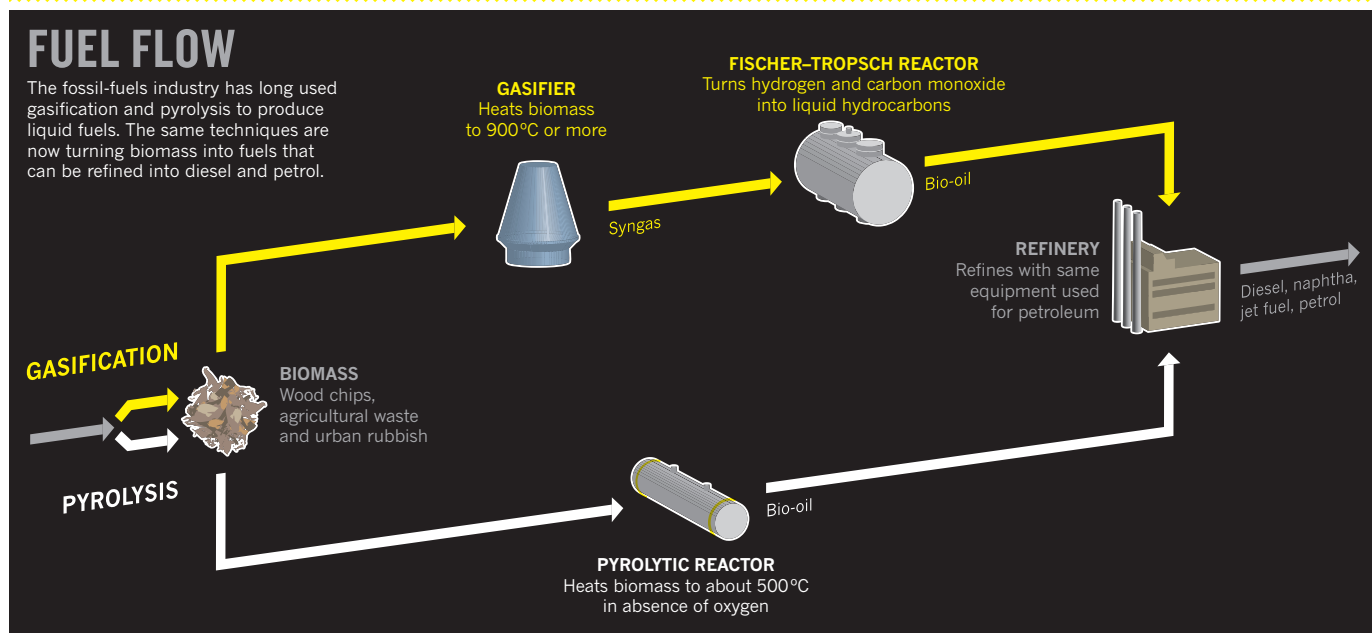 FUEL FLOW
The fossil-fuels industry has long used
gasification and pyrolysis to produce
liquid fuels. The same techniques are
now turning biomass into fuels that
can be refined into diesel and petrol.
GASIFIER
Heats biomass
to 900°C or more
FISCHER–TROPSCH REACTOR
Turns hydrogen and carbon monoxide
into liquid hydrocarbons
Syngas
Bio-oil
REFINERY
Refines with same
equipment used
for petroleum
Diesel, naphtha,
jet fuel, petrol
GASIFICATION
BIOMASS
Wood chips,
agricultural waste
and urban rubbish
PYROLYSIS
Bio-oil
PYROLYTIC REACTOR
Heats biomass to about 500°C
in absence of oxygen